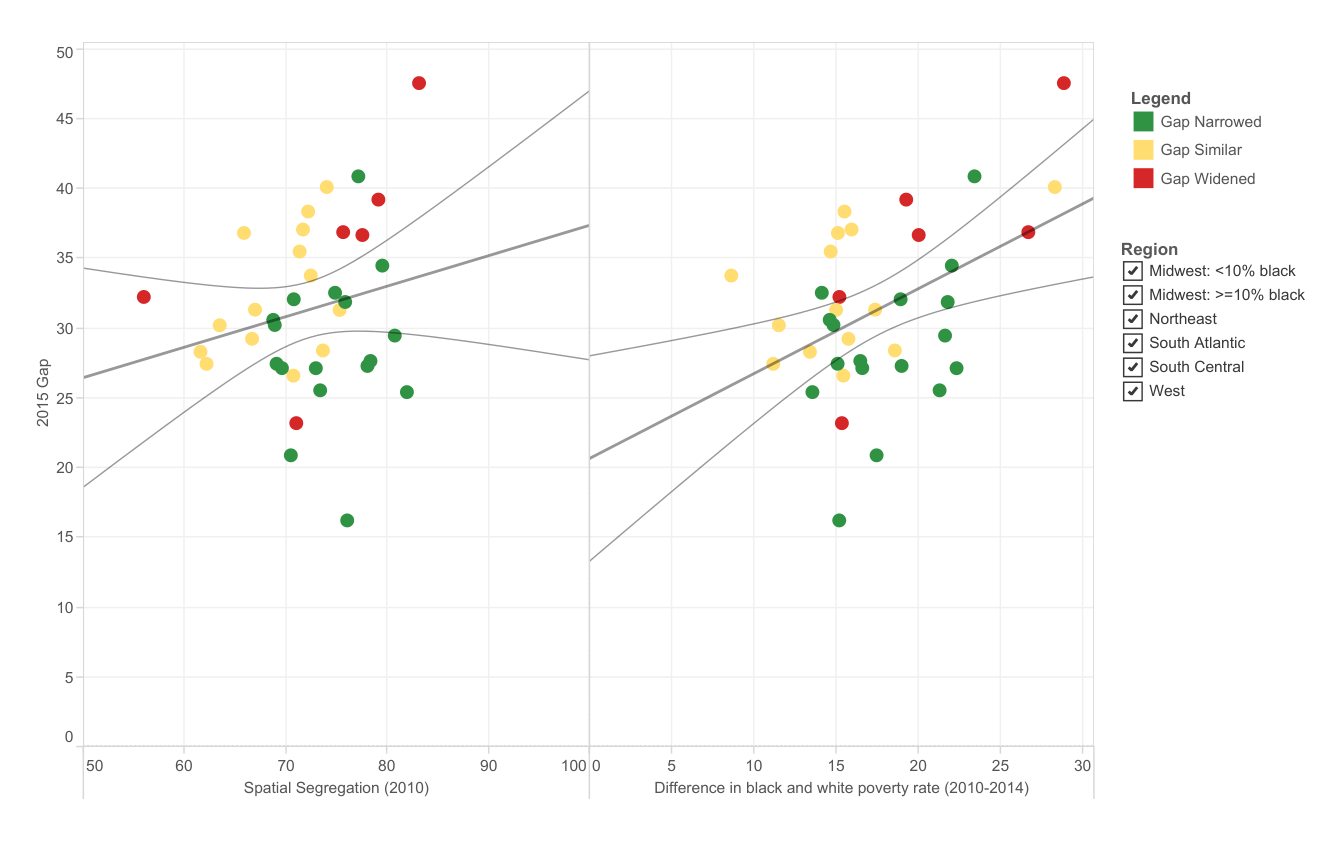 50
45
40
35
30
25
20
15
10
5
0
2015 Gap
50 60 70 80 90 100
Spatial Segregation (2010)
0 5 10 15 20 25 30
Difference in black and white poverty rate (2010-2014)
Legend
Gap Narrowed
Gap Similar
Gap Widened
Region
Midwest: <10% black
Midwest: >=10% black
Northeast
South Atlantic
South Central
West